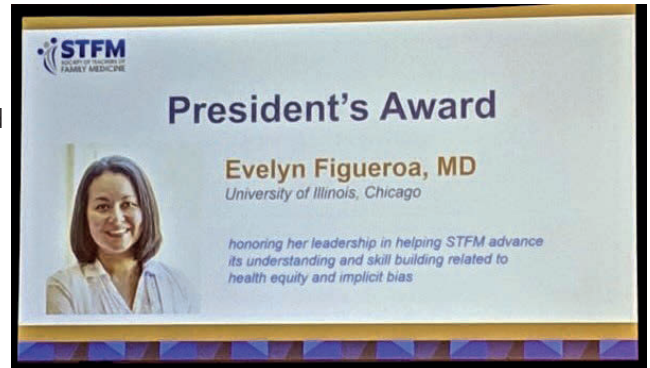 STFM
SOCIETY OF TEACHERS OF
FAMILY MEDICINE
President's Award
Evelyn Figueroa, MD
University of Illinois, Chicago
honoring her leadership in helping STFM advance
its understanding and skill building related to
health equity and implicit bias